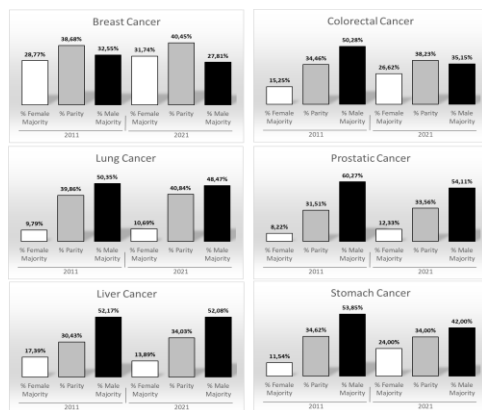 Breast Cancer
28,77% 38,68% 32,55% 31,74% 40,45% 27,81%
% Female Majority % Parity % Male Majority % Female Majority % Parity % Male Majority
2011 2021
Colorectal Cancer
15,25% 34,46% 50,28% 26,62% 38,23% 35,15%
% Female Majority % Parity % Male Majority % Female Majority % Parity % Male Majority
2011 2021
Lung Cancer
9,79% 39,86% 50,35% 10,69% 40,84% 48,47%
% Female Majority % Parity % Male Majority % Female Majority % Parity % Male Majority
2011 2021
Prostatic Cancer
8,22% 31,51% 60,27% 12,33% 33,56% 54,11%
% Female Majority % Parity % Male Majority % Female Majority % Parity % Male Majority
2011 2021
Liver Cancer
17,39% 30,43% 52,17% 13,89% 34,03% 52,08%
% Female Majority % Parity % Male Majority % Female Majority % Parity % Male Majority
2011 2021
Stomach Cancer
11,54% 34,62% 53,85% 24,00% 34,00% 42,00%
% Female Majority % Parity % Male Majority % Female Majority % Parity % Male Majority
2011 2021